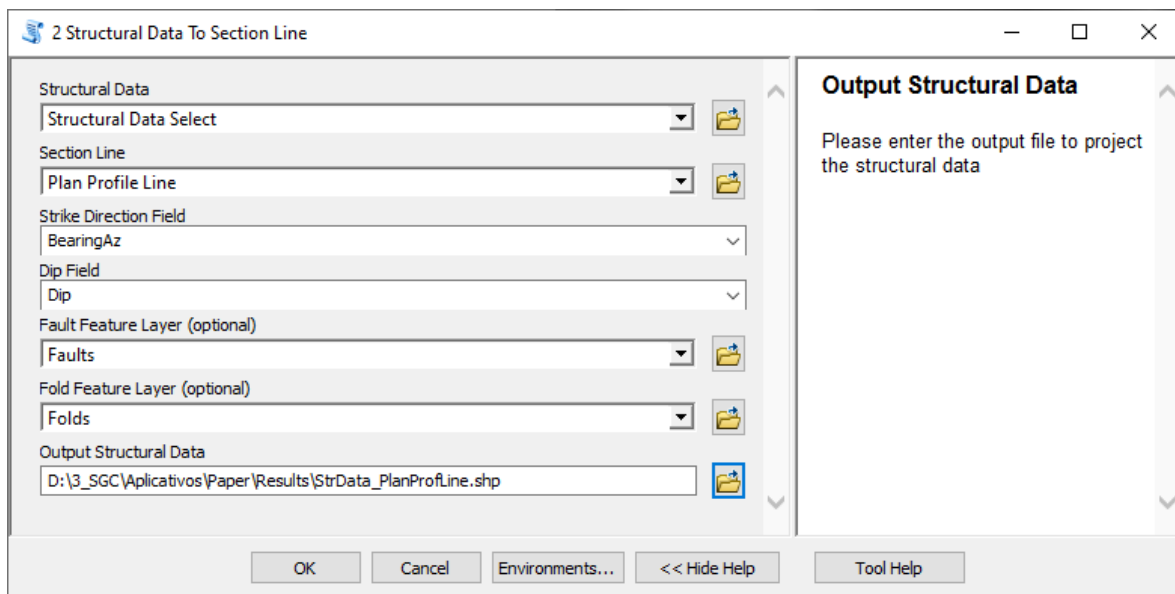 2 Structural Data To Section Line
Structural Data
Structural Data Select
Section Line
Plan Profile Line
Strike Direction Field
BearingAz
Dip Field
Dip
Fault Feature Layer (optional)
Faults
Fold Feature Layer (optional)
Folds
Output Structural Data
D:\3_SGC\Aplicativos\Paper\Results\StrData_PlanProfLine.shp
Output Structural Data
Please enter the output file to project
the structural data
OK
Cancel
Environments...
<< Hide Help
Tool Help